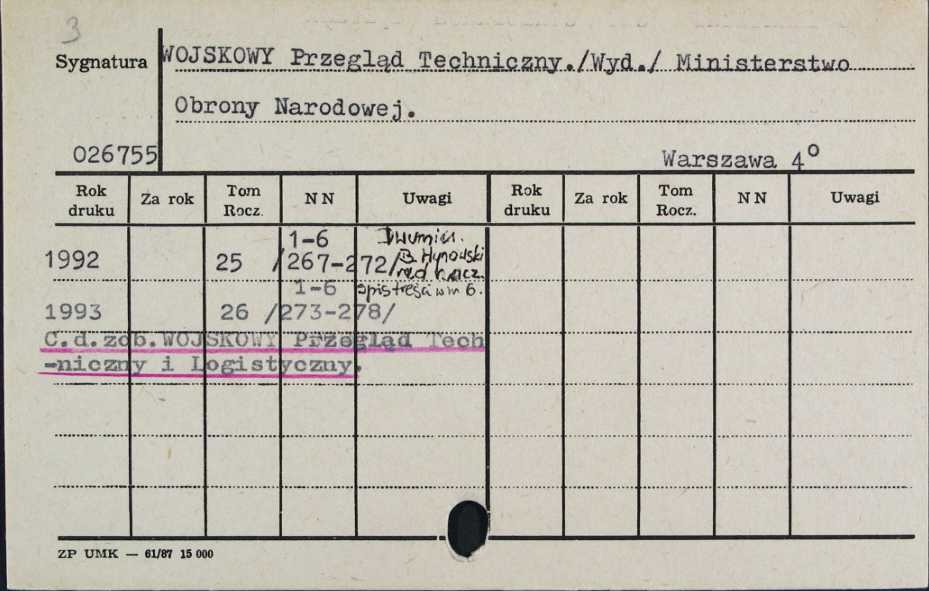 3
Sygnatura WOJSKOWY Przegląd Techniczny./Wyd./ Ministerstwo
Obrony Narodowej.
026755 Warszawa 4°
Rok druku Za rok Tom Rocz. NN Uwagi Rok druku Za rok Tom Rocz. NN Uwagi
1-6 Dwumies.
1992 25 /267-272/ B. Hynowski
red. nacz.
1-6 spis treści w nr 6.
1993 26 /273-278/
C.d.zob.WOJSKOWY Przegląd Tech
-niczny i Logistyczny.
ZP UMK — 61/87 15 000